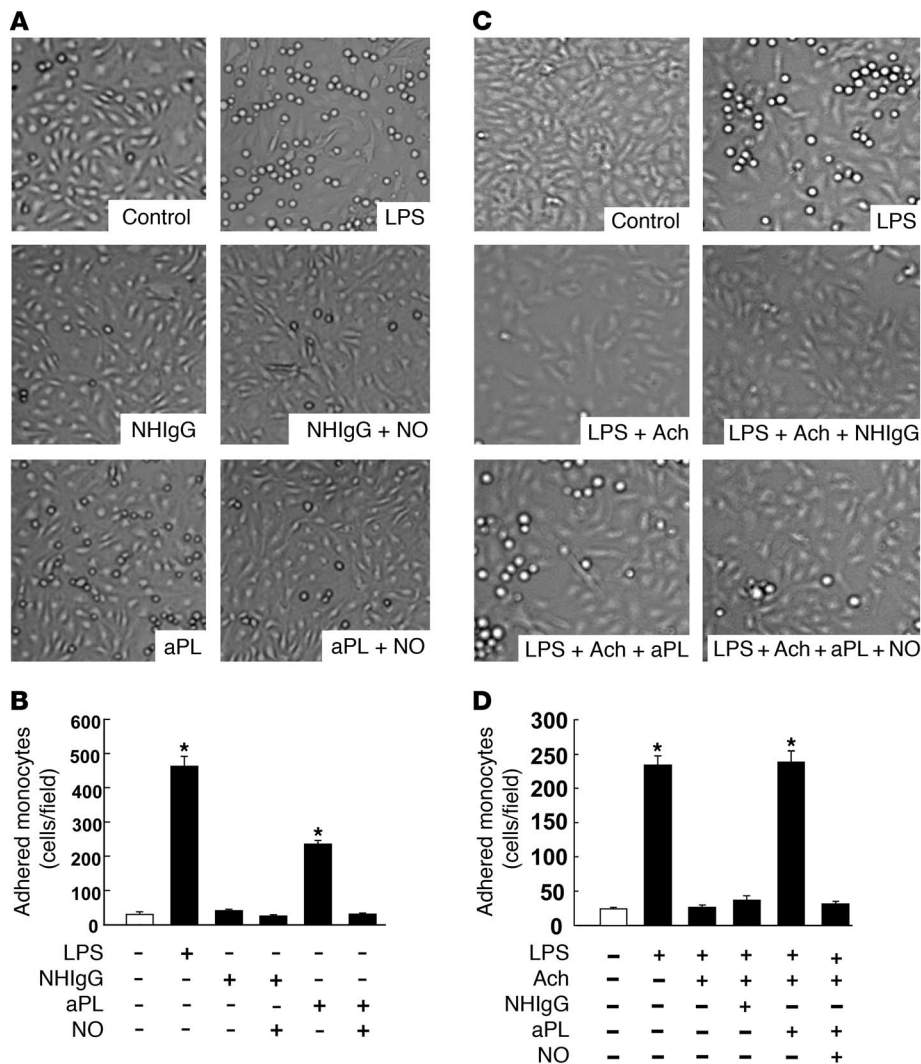 A
Control
LPS
NHIgG
NHIgG + NO
aPL
aPL + NO
C
Control
LPS
LPS + Ach
LPS + Ach + NHIgG
LPS + Ach + aPL
LPS + Ach + aPL + NO
B
Adhered monocytes
(cells/field)
600
500
400
300
200
100
0
*
*
LPS - + - - - -
NHIgG - - + + - -
aPL - - - - + +
NO - - - + - +
D
Adhered monocytes
(cells/field)
300
250
200
150
100
50
0
*
*
LPS - + + + + +
Ach - - + + + +
NHIgG - - - + - -
aPL - - - - + +
NO - - - - - +